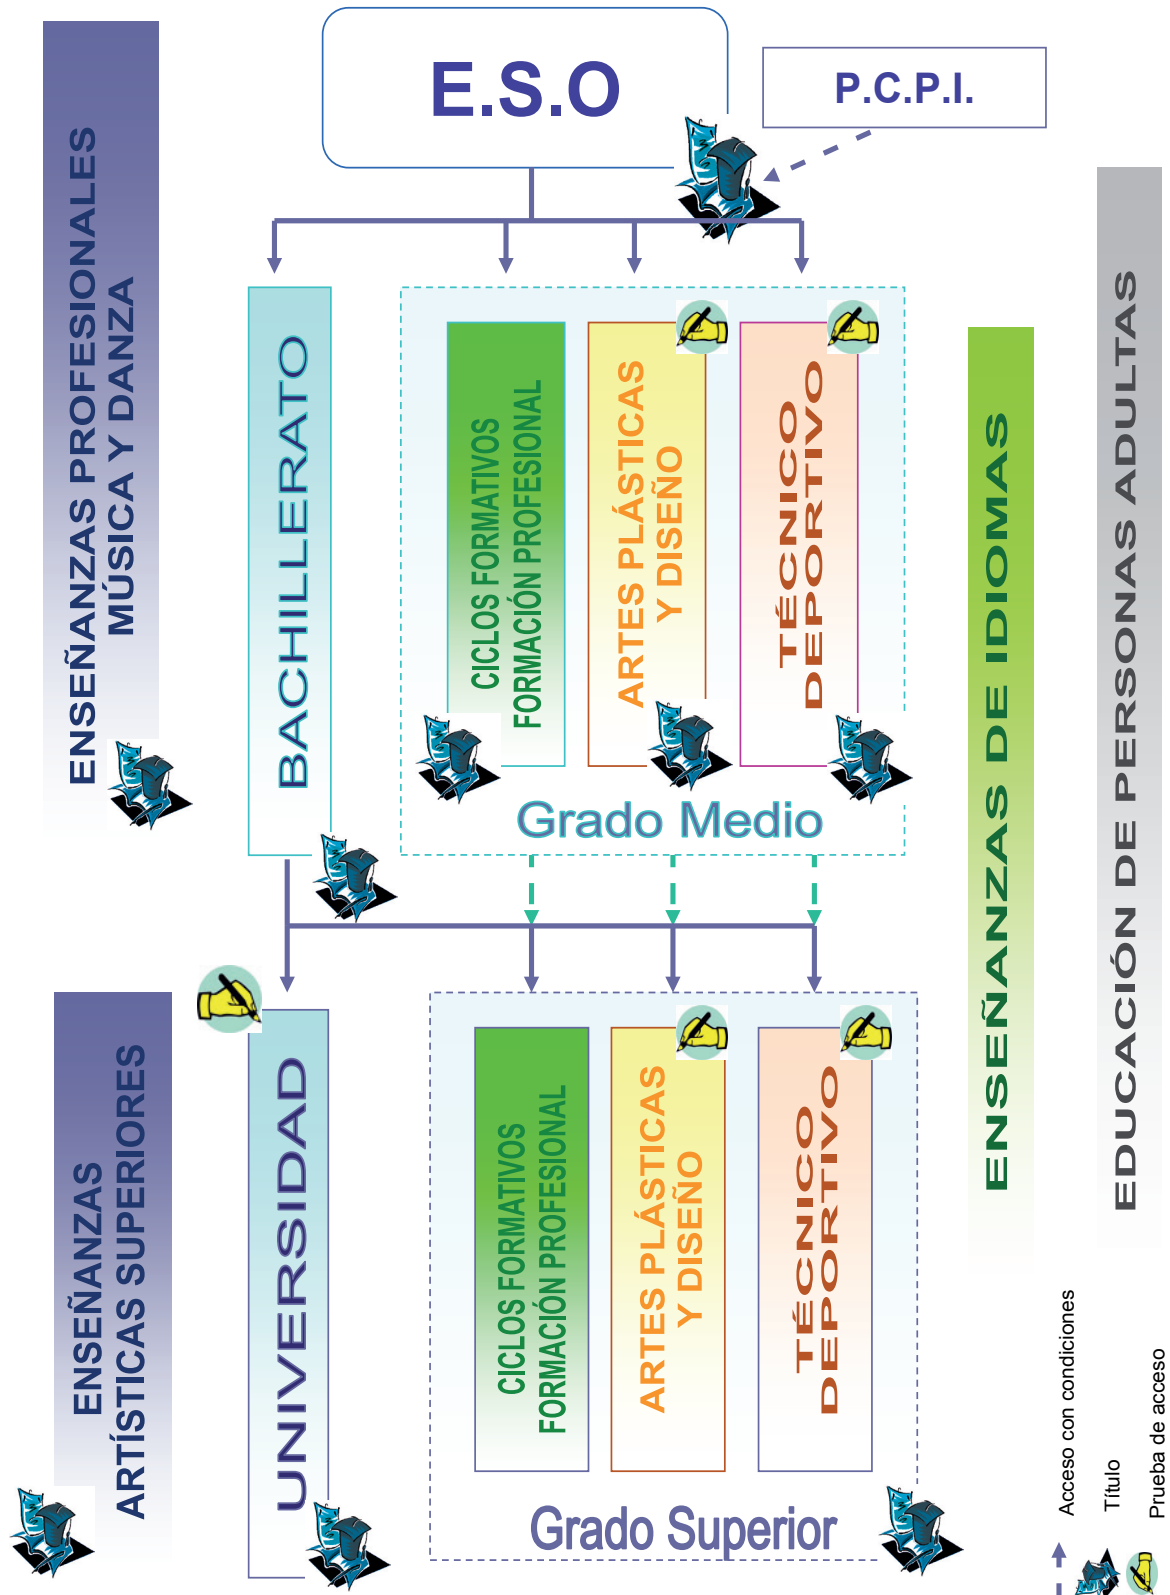 E.S.O
P.C.P.I.
ENSEÑANZAS PROFESIONALES
MÚSICA Y DANZA
BACHILLERATO
CICLOS FORMATIVOS
FORMACIÓN PROFESIONAL
ARTES PLÁSTICAS
Y DISEÑO
TÉCNICO
DEPORTIVO
Grado Medio
ENSEÑANZAS DE IDIOMAS
EDUCACIÓN DE PERSONAS ADULTAS
ENSEÑANZAS
ARTÍSTICAS SUPERIORES
UNIVERSIDAD
CICLOS FORMATIVOS
FORMACIÓN PROFESIONAL
ARTES PLÁSTICAS
Y DISEÑO
TÉCNICO
DEPORTIVO
Grado Superior
Acceso con condiciones
Título
Prueba de acceso